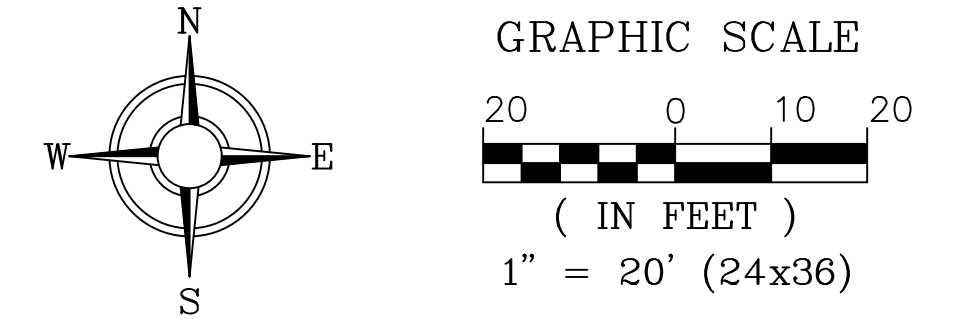 N
W E
S
GRAPHIC SCALE
20 0 10 20
( IN FEET )
1" = 20' (24x36)